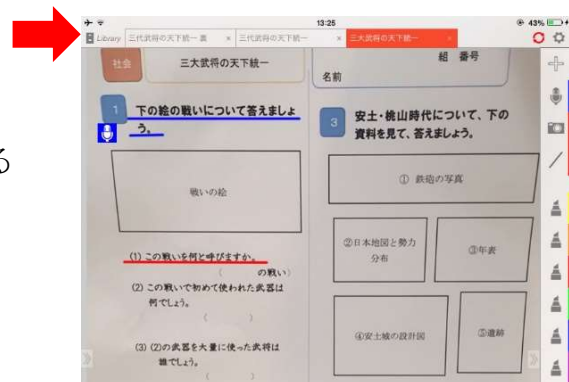 13:25
43%
Library
三代武将の天下統一 裏 ×
三代武将の天下統一 ×
三大武将の天下統一 ×
る
社会
三大武将の天下統一
組 番号
名前
1 下の絵の戦いについて答えましょ
う。
戦いの絵
(1) この戦いを何と呼びますか。
( の戦い)
(2) この戦いで初めて使われた武器は
何でしょう。
( )
(3) (2)の武器を大量に使った武将は
誰でしょう。
( )
3 安土・桃山時代について、下の
資料を見て、答えましょう。
① 鉄砲の写真
②日本地図と勢力
分布
③年表
④安土城の設計図
⑤遺跡